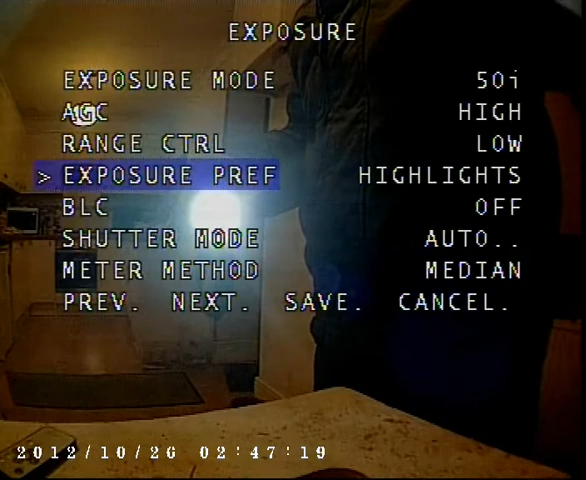 EXPOSURE
EXPOSURE MODE 50i
AGC HIGH
RANGE CTRL LOW
> EXPOSURE PREF HIGHLIGHTS
BLC OFF
SHUTTER MODE AUTO..
METER METHOD MEDIAN
PREV. NEXT. SAVE. CANCEL.
2012/10/26 02:47:19